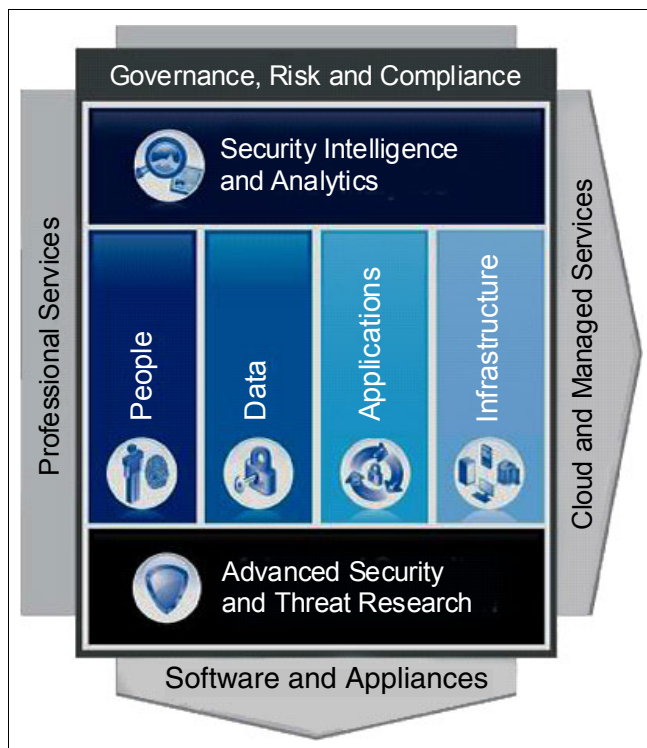 Governance, Risk and Compliance
Security Intelligence
and Analytics
Professional Services
People
Data
Applications
Infrastructure
Cloud and Managed Services
Advanced Security
and Threat Research
Software and Appliances